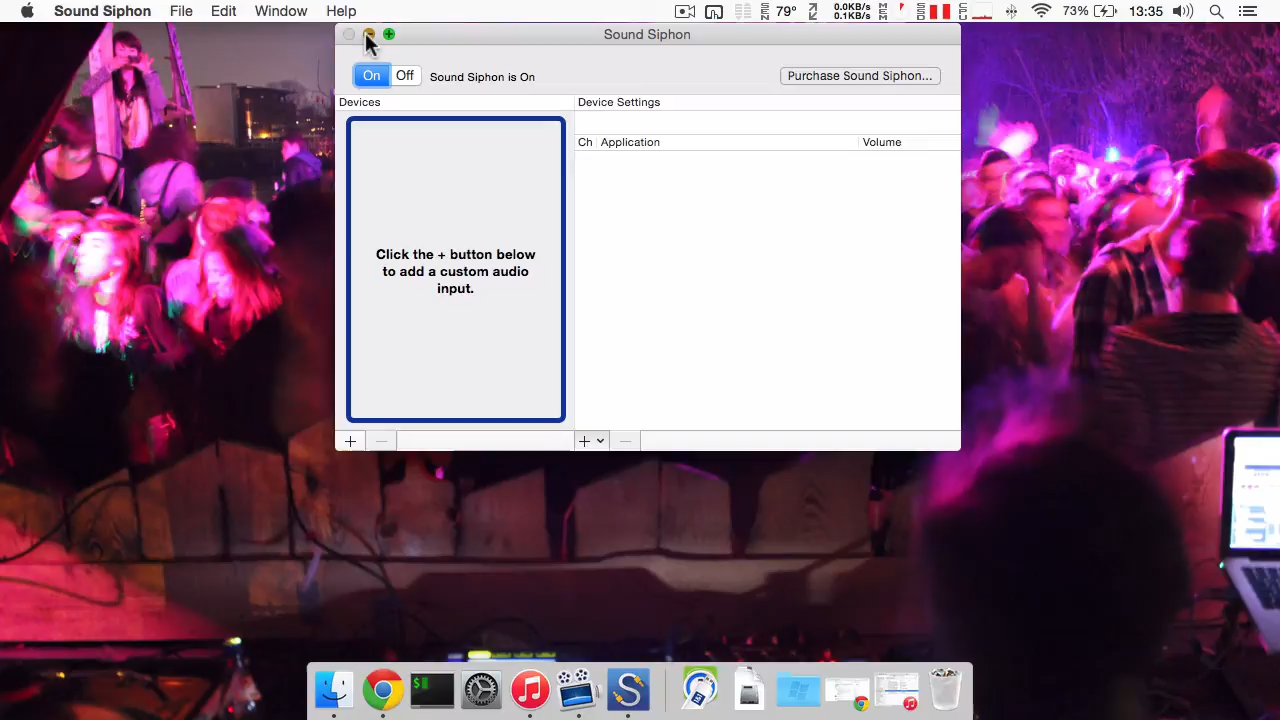 Sound Siphon File Edit Window Help 79° 0.0KB/s 0.1KB/s 73% 13:35
Sound Siphon
On Off Sound Siphon is On Purchase Sound Siphon...
Devices Device Settings
Ch Application Volume
Click the + button below
to add a custom audio
input.